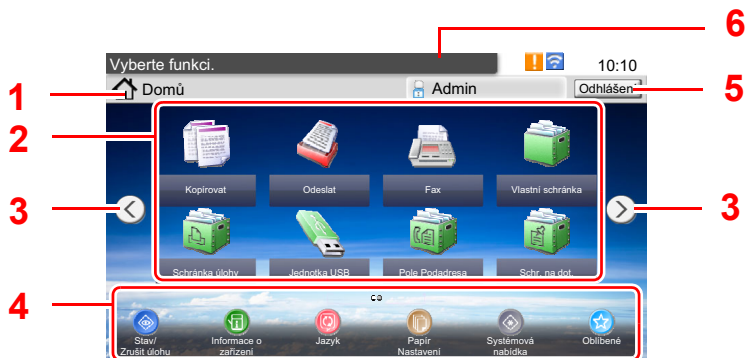 6
Vyberte funkci.
10:10
1
Domů
Admin
Odhlášení
5
2
Kopírovat
Odeslat
Fax
Vlastní schránka
3
3
Schránka úlohy
Jednotka USB
Pole Podadresa
Schr. na dot.
4
Stav/
Zrušit úlohu
Informace o
zařízení
Jazyk
Papír
Nastavení
Systémová
nabídka
Oblíbené